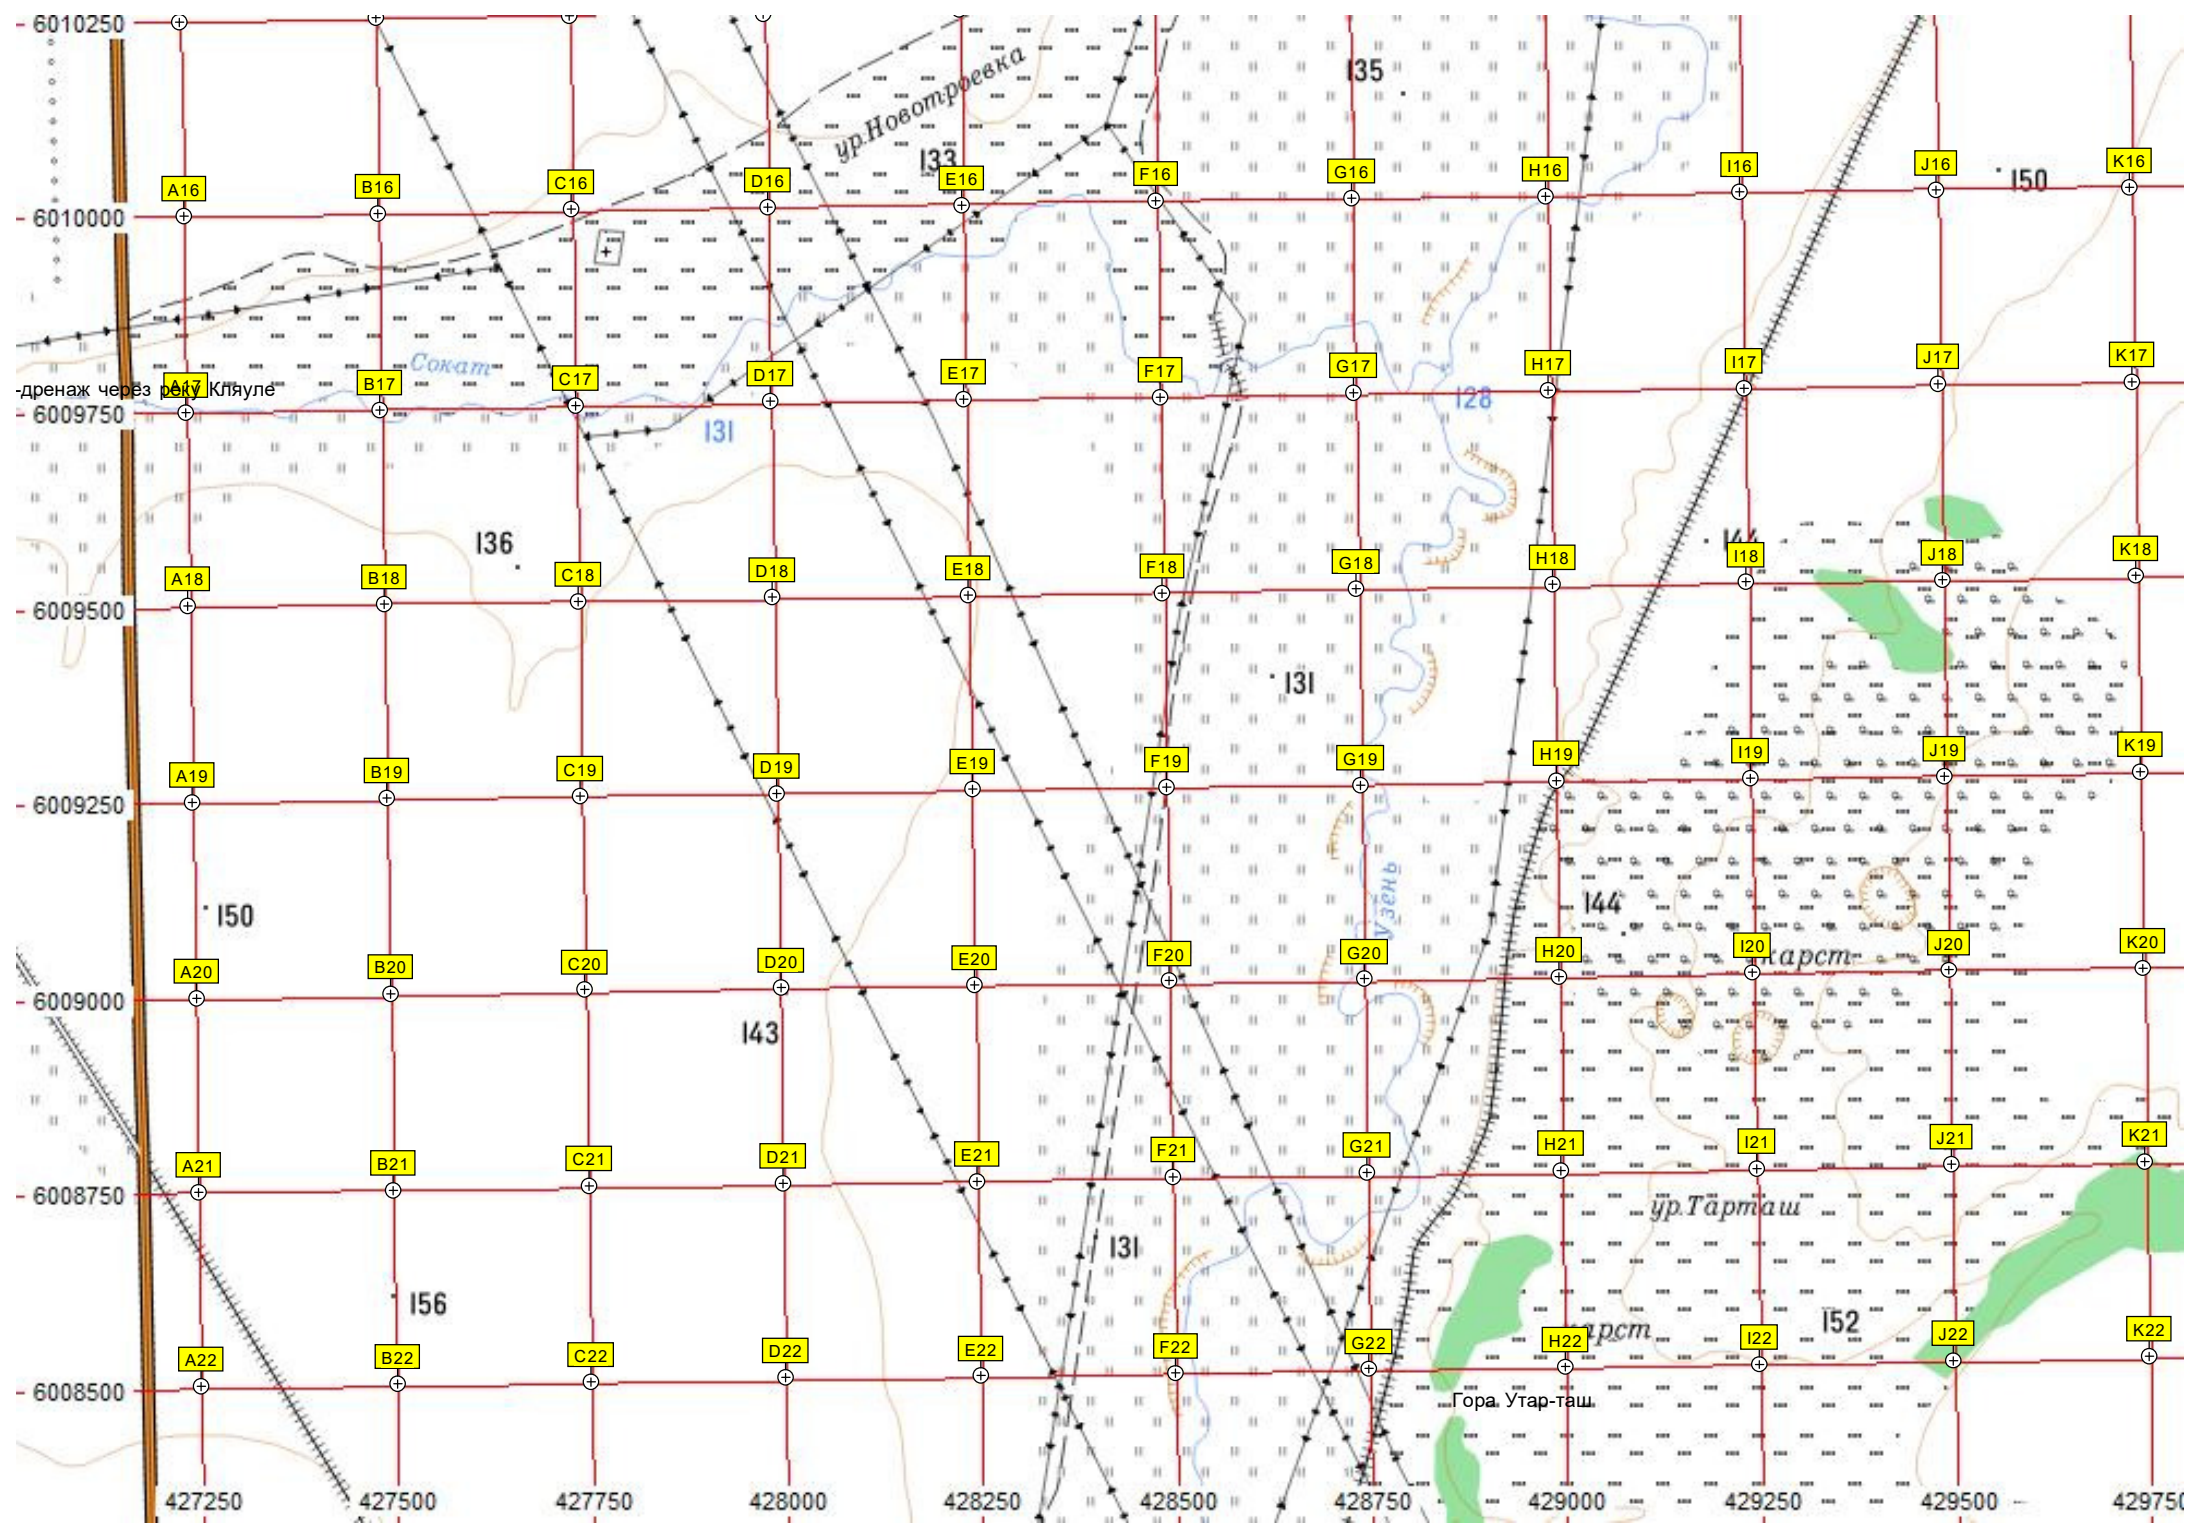 6010250
ур.Новотроевка
135
133
A16 B16 C16 D16 E16 F16 G16 H16 I16 J16 K16
150
6010000
Сокат
-дренаж через реку Кляуле
A17 B17 C17 D17 E17 F17 G17 H17 I17 J17 K17
6009750
131
128
136
144
A18 B18 C18 D18 E18 F18 G18 H18 I18 J18 K18
6009500
131
A19 B19 C19 D19 E19 F19 G19 H19 I19 J19 K19
6009250
Узень
150
144
карст
A20 B20 C20 D20 E20 F20 G20 H20 I20 J20 K20
6009000
143
A21 B21 C21 D21 E21 F21 G21 H21 I21 J21 K21
6008750
ур.Тарташ
131
156
152
карст
A22 B22 C22 D22 E22 F22 G22 H22 I22 J22 K22
6008500
Гора Утар-таш
427250 427500 427750 428000 428250 428500 428750 429000 429250 429500 429750